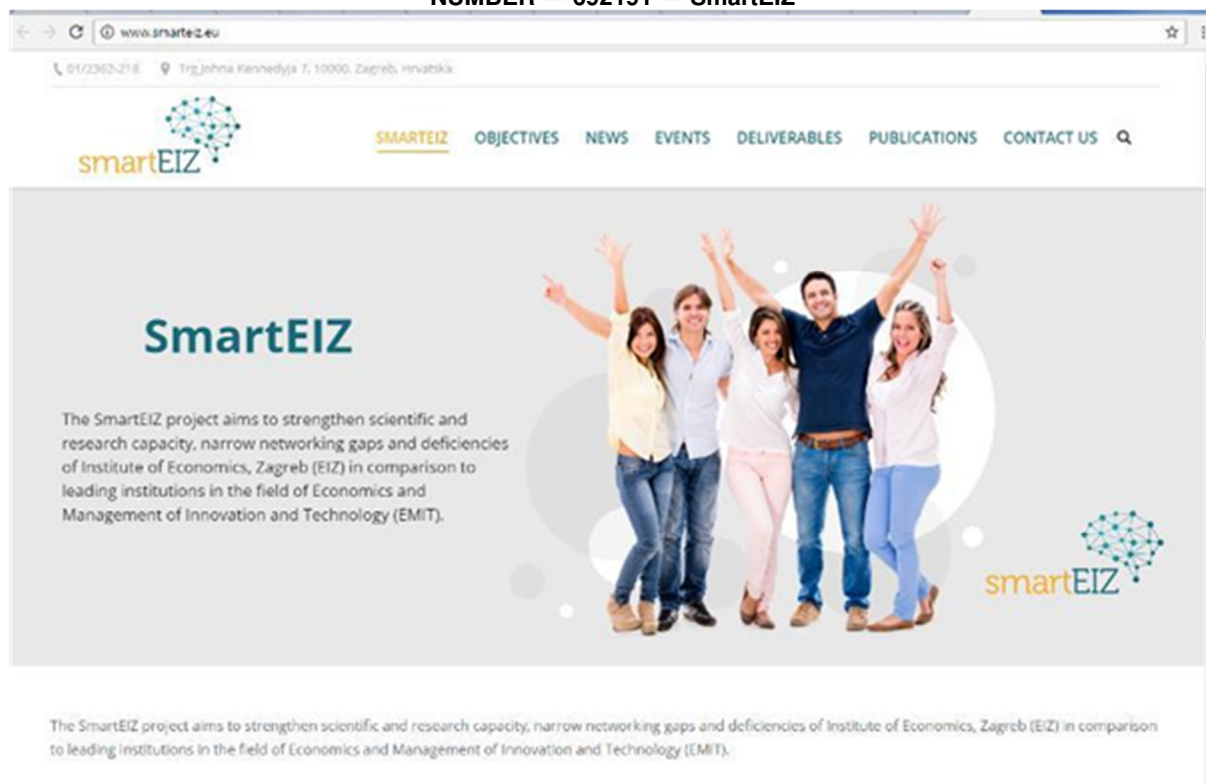 NUMBER — 692191 — SmartEIZ
www.smarteiz.eu
01/2362-218 Trg Johna Kennedyja 7, 10000, Zagreb, Hrvatska
smartEIZ
SMARTEIZ OBJECTIVES NEWS EVENTS DELIVERABLES PUBLICATIONS CONTACT US
SmartEIZ
The SmartEIZ project aims to strengthen scientific and
research capacity, narrow networking gaps and deficiencies
of Institute of Economics, Zagreb (EIZ) in comparison to
leading institutions in the field of Economics and
Management of Innovation and Technology (EMIT).
smartEIZ
The SmartEIZ project aims to strengthen scientific and research capacity, narrow networking gaps and deficiencies of Institute of Economics, Zagreb (EIZ) in comparison
to leading institutions in the field of Economics and Management of Innovation and Technology (EMIT).